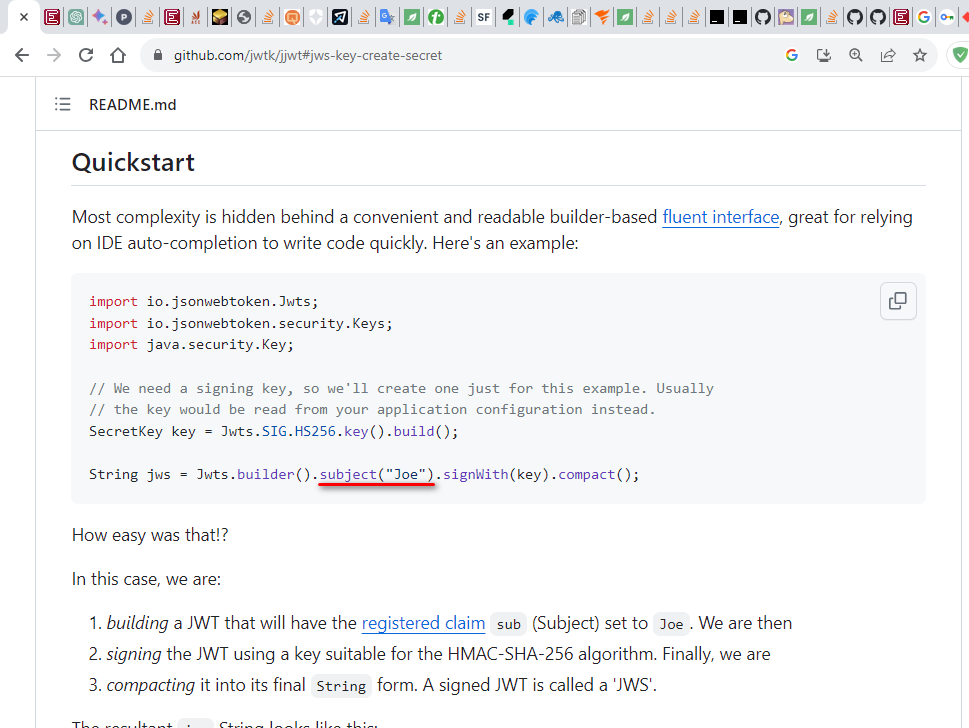 github.com/jwtk/jjwt#jws-key-create-secret
README.md
Quickstart
Most complexity is hidden behind a convenient and readable builder-based fluent interface, great for relying
on IDE auto-completion to write code quickly. Here's an example:
import io.jsonwebtoken.Jwts;
import io.jsonwebtoken.security.Keys;
import java.security.Key;
// We need a signing key, so we'll create one just for this example. Usually
// the key would be read from your application configuration instead.
SecretKey key = Jwts.SIG.HS256.key().build();
String jws = Jwts.builder().subject("Joe").signWith(key).compact();
How easy was that!?
In this case, we are:
1. building a JWT that will have the registered claim sub (Subject) set to Joe. We are then
2. signing the JWT using a key suitable for the HMAC-SHA-256 algorithm. Finally, we are
3. compacting it into its final String form. A signed JWT is called a 'JWS'.
The resultant jws String looks like this: